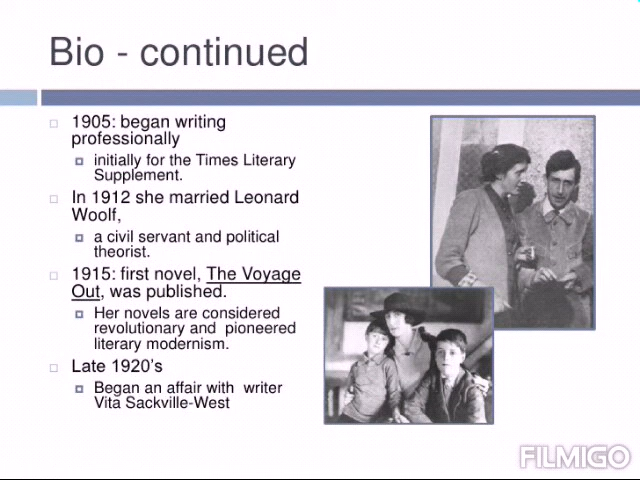 Bio - continued
1905: began writing
professionally
initially for the Times Literary
Supplement.
In 1912 she married Leonard
Woolf,
a civil servant and political
theorist.
1915: first novel, The Voyage
Out, was published.
Her novels are considered
revolutionary and  pioneered
literary modernism.
Late 1920’s
Began an affair with  writer
Vita Sackville-West
FILMIGO